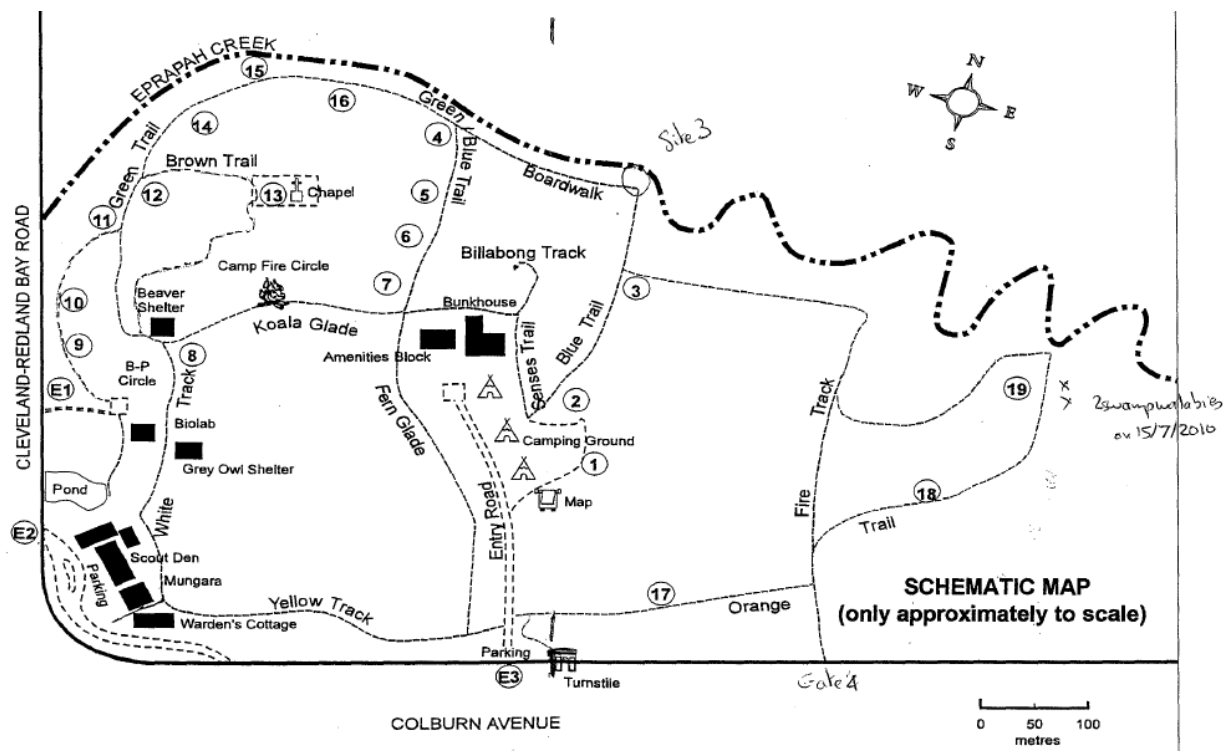 EPRAPAH CREEK
15
N
W
E
S
16
Green
14
Trail
4
Site 3
Brown Trail
Blue Trail
Boardwalk
Green
12
13
Chapel
5
11
6
Billabong Track
Camp Fire Circle
7
3
10
Beaver
Shelter
Bunkhouse
Koala Glade
Blue Trail
9
8
Amenities Block
Senses Trail
CLEVELAND-REDLAND BAY ROAD
B-P
Circle
Track
E1
2
Track
19
x
x 2swampwalabies
on 15/7/2010
Biolab
Fern Glade
Camping Ground
Grey Owl Shelter
1
Pond
Map
18
White
Entry Road
Fire
Trail
E2
Scout Den
Parking
Mungara
Yellow Track
17
Orange
SCHEMATIC MAP
(only approximately to scale)
Warden's Cottage
Parking
E3
Turnstile
Gate 4
COLBURN AVENUE
0 50 100
metres